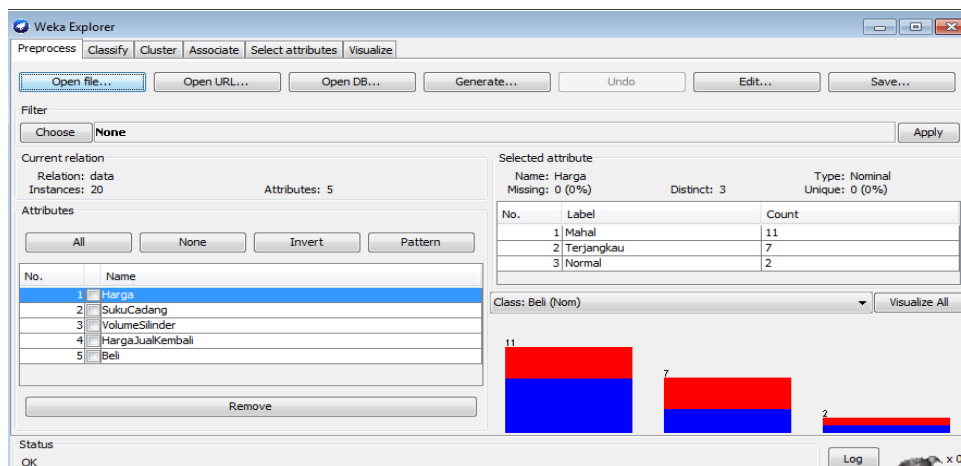 Weka Explorer
Preprocess Classify Cluster Associate Select attributes Visualize
Open file... Open URL... Open DB... Generate... Undo Edit... Save...
Filter
Choose None Apply
Current relation
Relation: data
Instances: 20 Attributes: 5
Attributes
All None Invert Pattern
No. Name
1 Harga
2 SukuCadang
3 VolumeSilinder
4 HargaJualKembali
5 Beli
Remove
Selected attribute
Name: Harga Type: Nominal
Missing: 0 (0%) Distinct: 3 Unique: 0 (0%)
No. Label Count
1 Mahal 11
2 Terjangkau 7
3 Normal 2
Class: Beli (Nom) Visualize All
11
7
2
Status
OK Log x 0